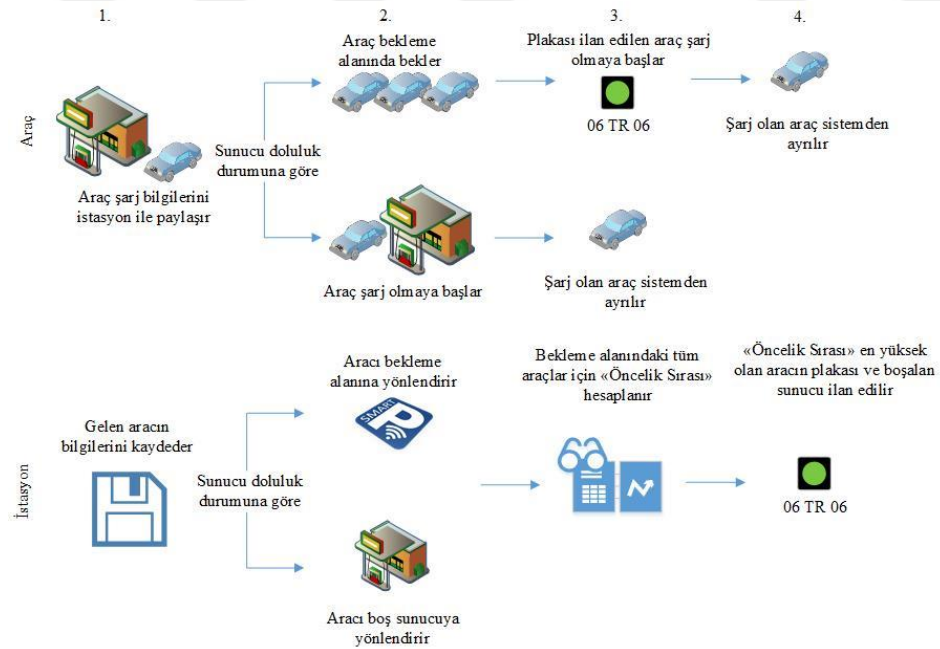 1.
2.
3.
4.
Araç
Araç şarj bilgilerini
istasyon ile paylaşır
Sunucu doluluk
durumuna göre
Araç bekleme
alanında bekler
Plakası ilan edilen araç şarj
olmaya başlar
06 TR 06
Şarj olan araç sistemden
ayrılır
Araç şarj olmaya başlar
Şarj olan araç sistemden
ayrılır
İstasyon
Gelen aracın
bilgilerini kaydeder
Sunucu doluluk
durumuna göre
Aracı bekleme
alanına yönlendirir
SMART
P
Aracı boş sunucuya
yönlendirir
Bekleme alanındaki tüm
araçlar için «Öncelik Sırası»
hesaplanır
«Öncelik Sırası» en yüksek
olan aracın plakası ve boşalan
sunucu ilan edilir
06 TR 06